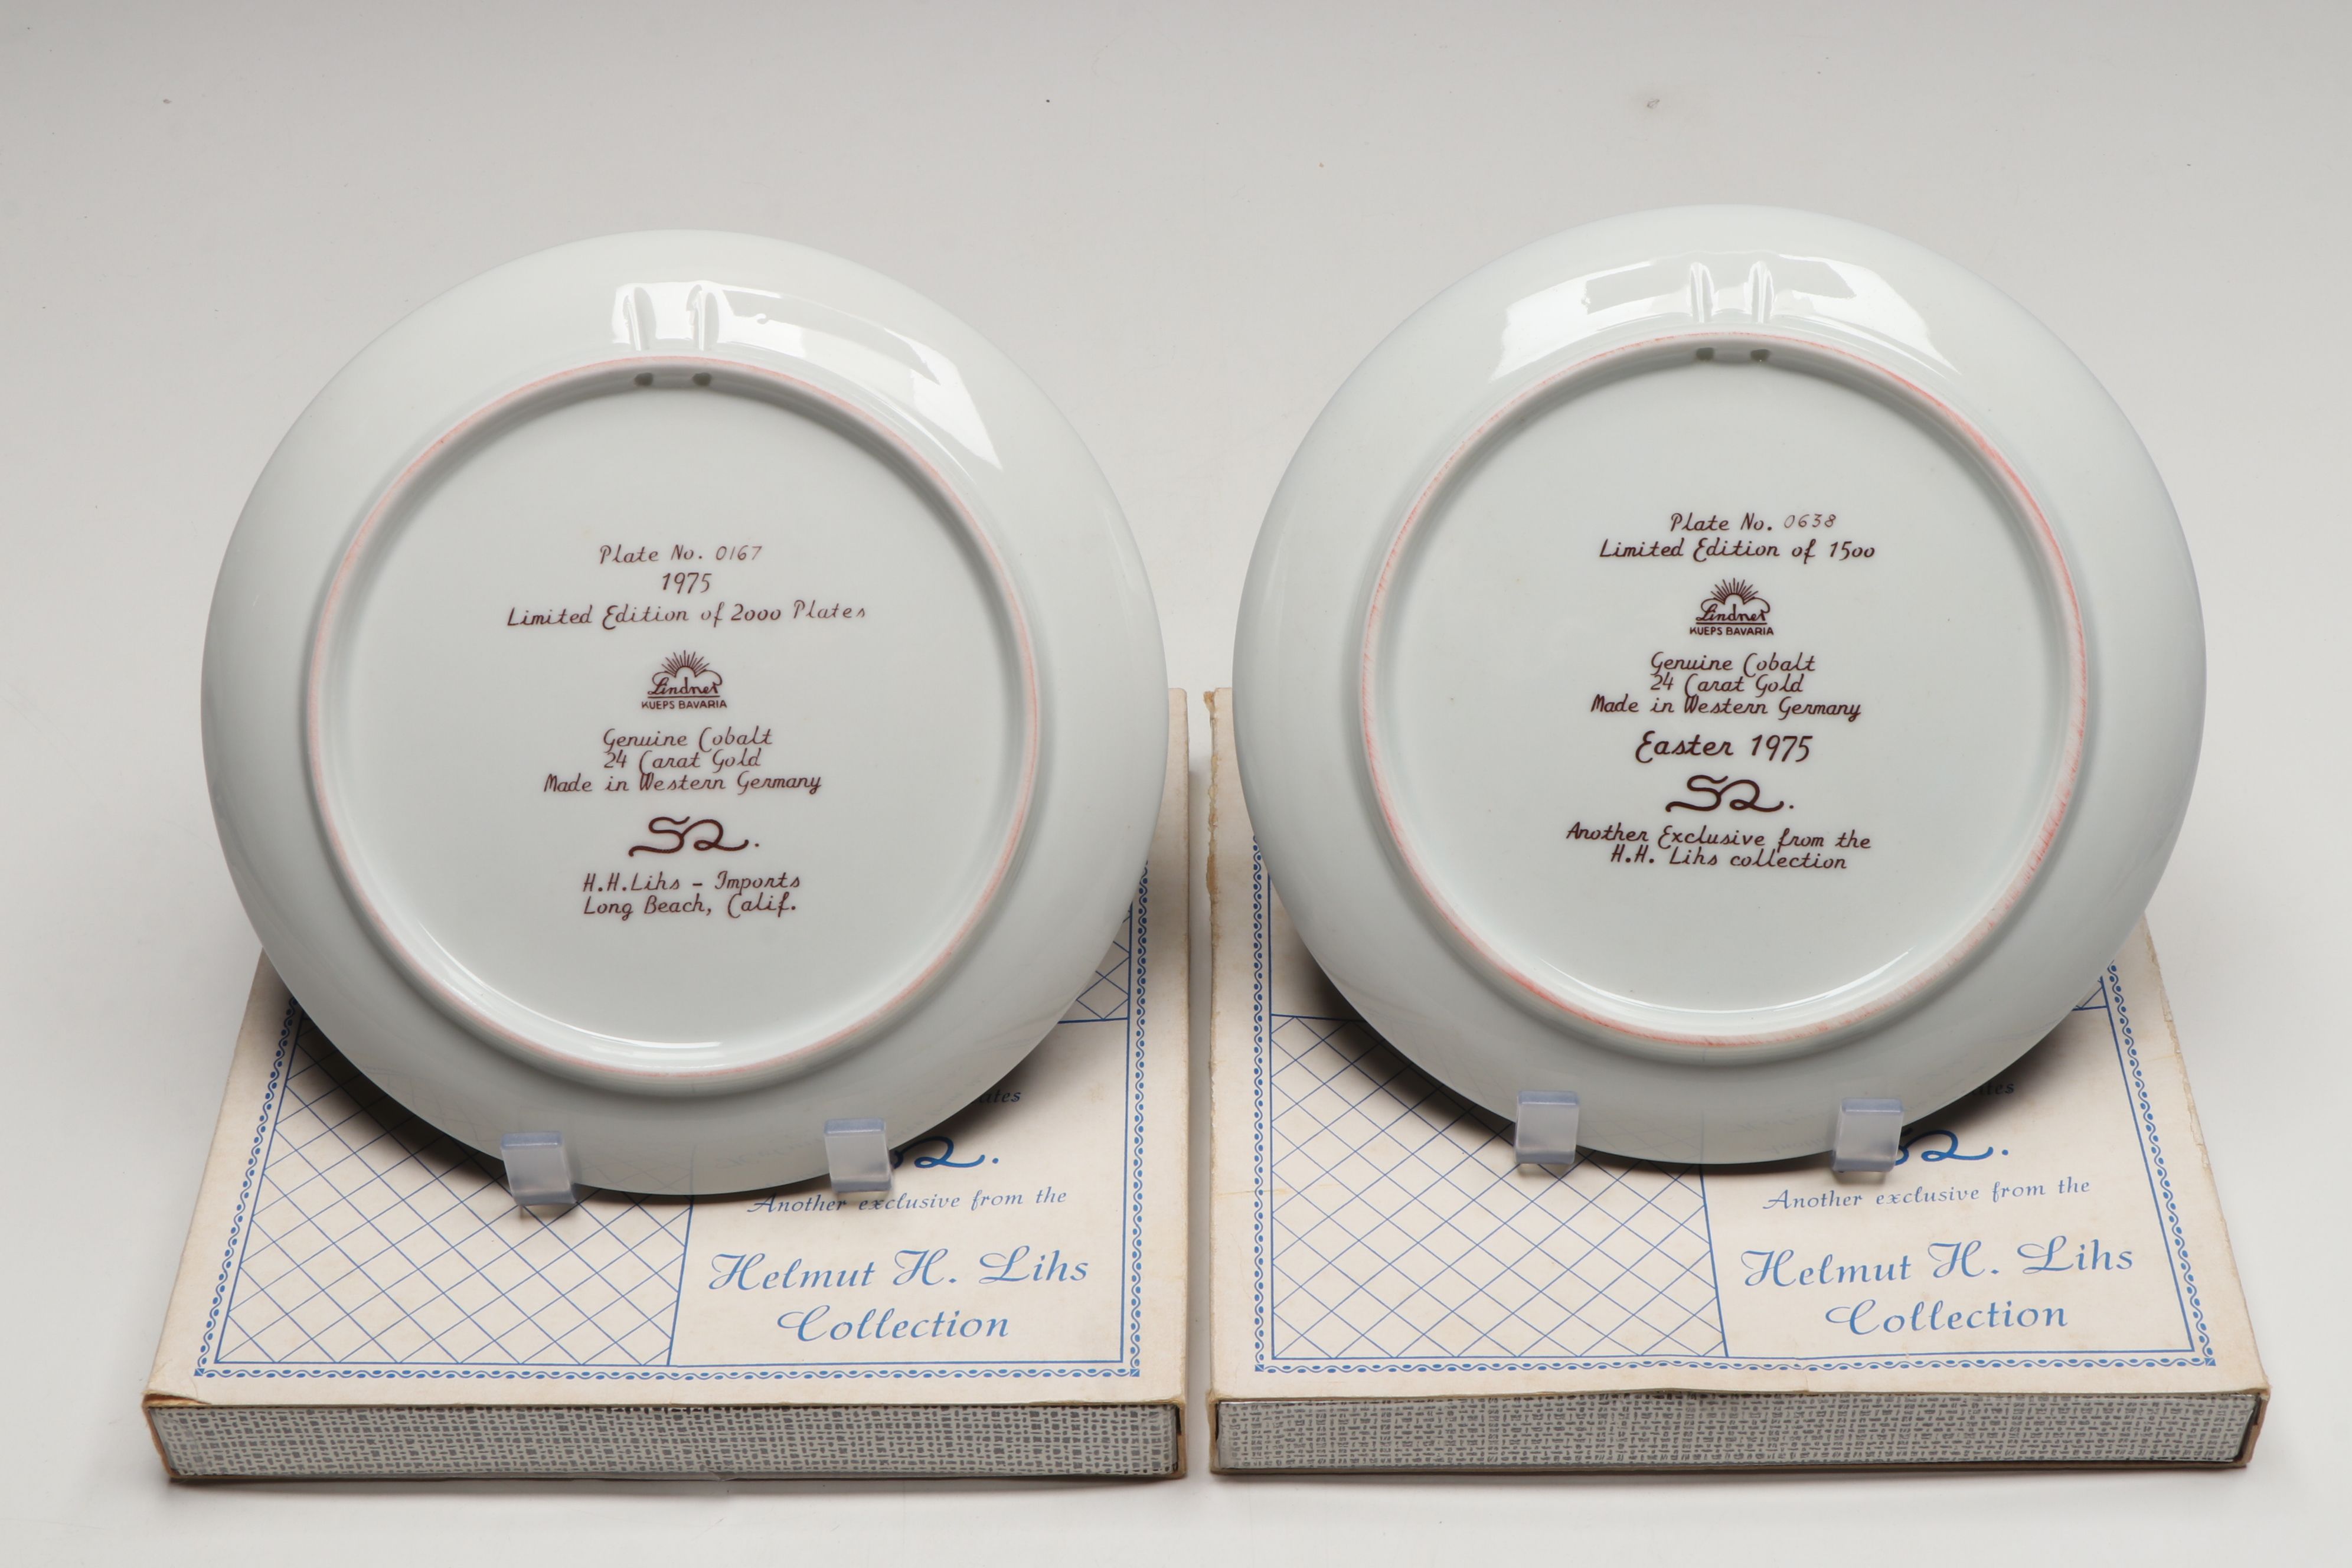 Plate No. 0167
1975
Limited Edition of 2000 Plates
Lindner
KUEPS BAVARIA
Genuine Cobalt
24 Carat Gold
Made in Western Germany
H.H.Lihs - Imports
Long Beach, Calif.
Another exclusive from the
Helmut H. Lihs
Collection
Plate No. 0638
Limited Edition of 1500
Lindner
KUEPS BAVARIA
Genuine Cobalt
24 Carat Gold
Made in Western Germany
Easter 1975
Another Exclusive from the
H.H. Lihs collection
Another exclusive from the
Helmut H. Lihs
Collection